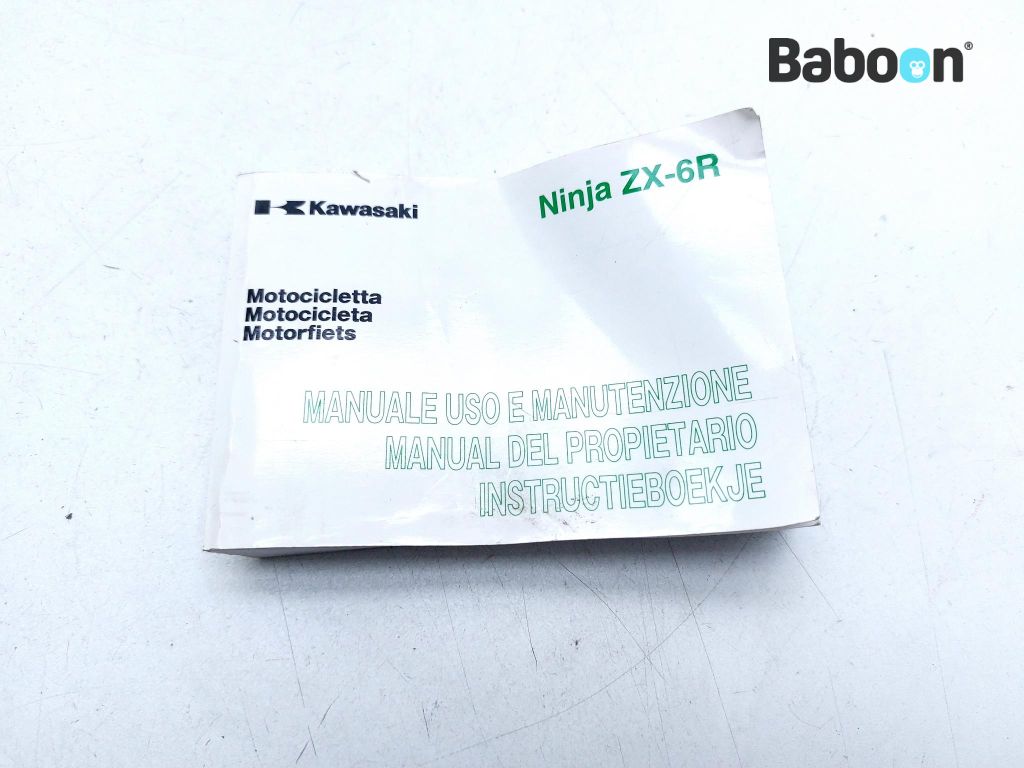 Baboon®
Ninja ZX-6R
Kawasaki
Motocicletta
Motocicleta
Motorfiets
MANUALE USO E MANUTENZIONE
MANUAL DEL PROPIETARIO
INSTRUCTIEBOEKJE